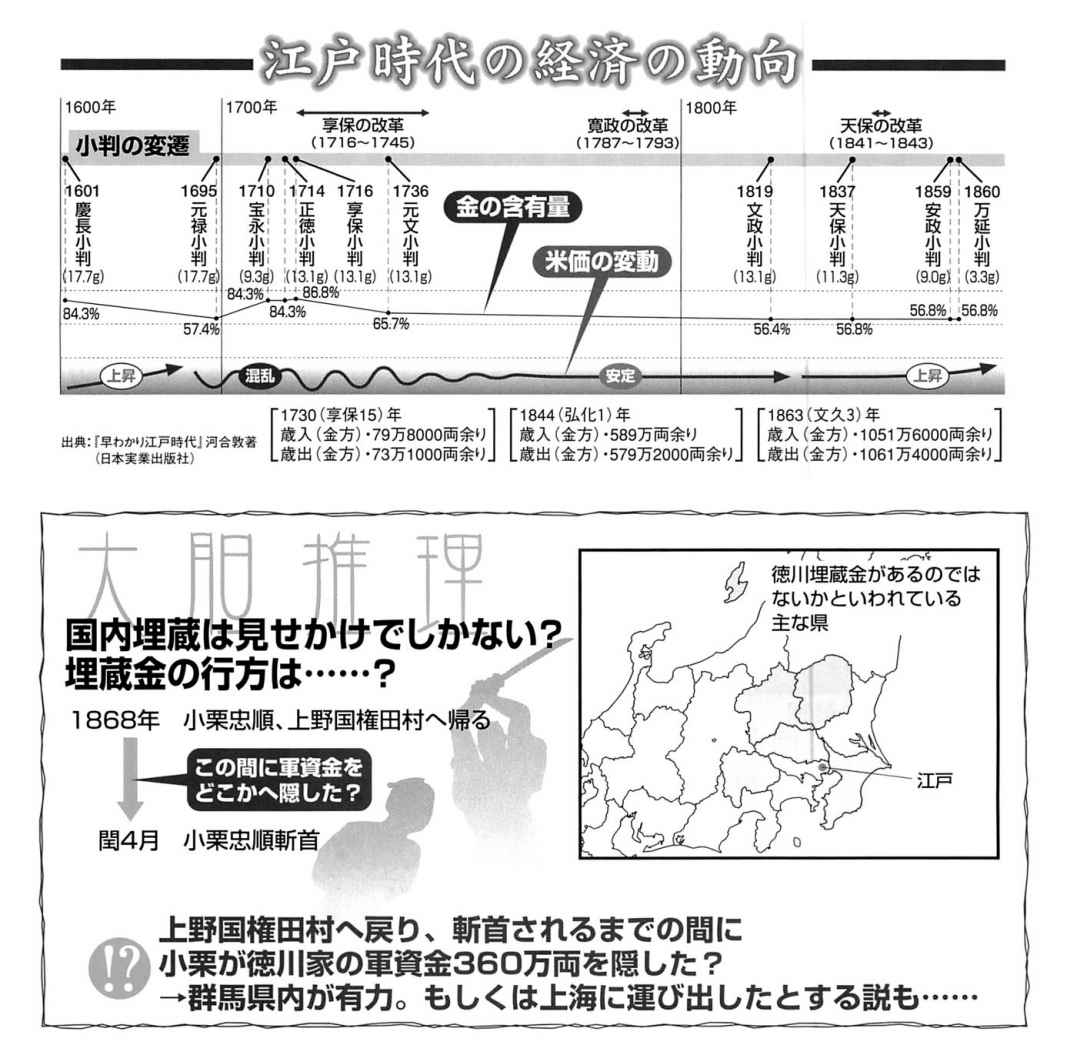 江戸時代の経済の動向
1600年
1700年
1800年
享保の改革
(1716～1745)
寛政の改革
(1787～1793)
天保の改革
(1841～1843)
小判の変遷
1601
慶長小判
(17.7g)
1695
元禄小判
(17.7g)
1710
宝永小判
(9.3g)
1714
正徳小判
(13.1g)
1716
享保小判
(13.1g)
1736
元文小判
(13.1g)
1819
文政小判
(13.1g)
1837
天保小判
(11.3g)
1859
安政小判
(9.0g)
1860
万延小判
(3.3g)
金の含有量
米価の変動
84.3%
57.4%
84.3%
84.3%
86.8%
65.7%
56.4%
56.8%
56.8%
56.8%
上昇
混乱
安定
上昇
出典：『早わかり江戸時代』河合敦著
（日本実業出版社）
1730（享保15）年
歳入（金方）・79万8000両余り
歳出（金方）・73万1000両余り
1844（弘化1）年
歳入（金方）・589万両余り
歳出（金方）・579万2000両余り
1863（文久3）年
歳入（金方）・1051万6000両余り
歳出（金方）・1061万4000両余り
大胆推理
国内埋蔵は見せかけでしかない？
埋蔵金の行方は……？
1868年　小栗忠順、上野国権田村へ帰る
この間に軍資金を
どこかへ隠した？
閏4月　小栗忠順斬首
徳川埋蔵金があるのでは
ないかといわれている
主な県
江戸
!?
上野国権田村へ戻り、斬首されるまでの間に
小栗が徳川家の軍資金360万両を隠した？
→群馬県内が有力。もしくは上海に運び出したとする説も……